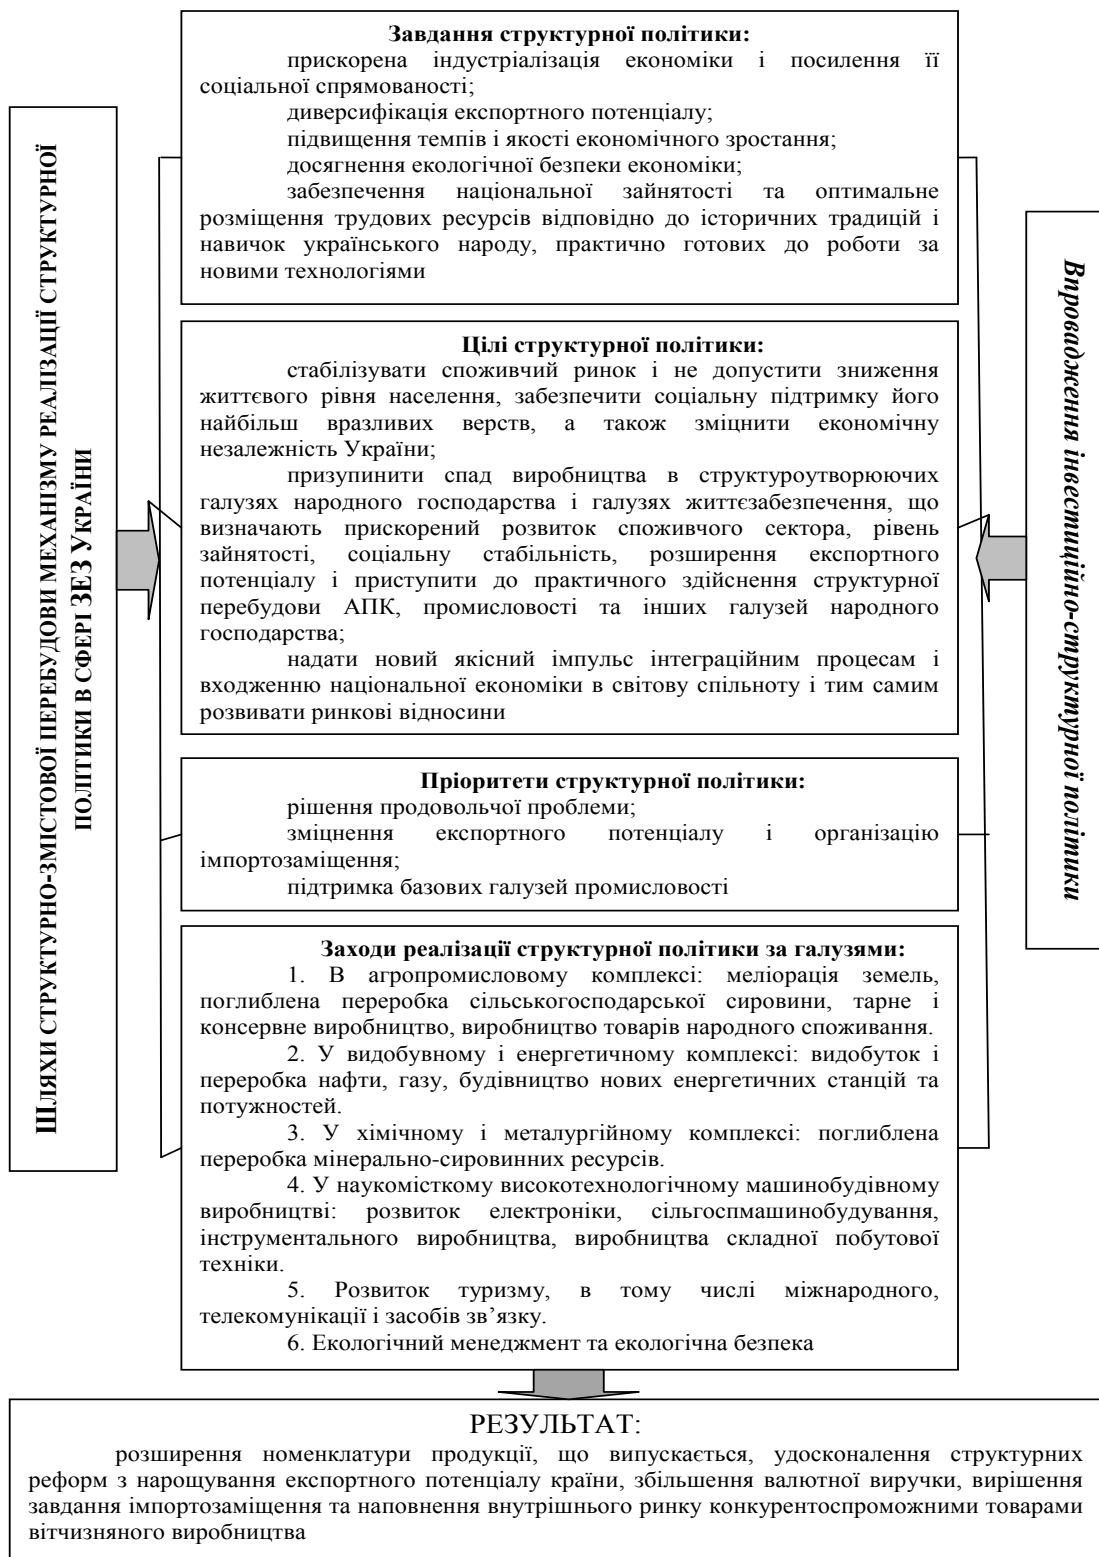 ШЛЯХИ СТРУКТУРНО-ЗМІСТОВОЇ ПЕРЕБУДОВИ МЕХАНІЗМУ РЕАЛІЗАЦІЇ СТРУКТУРНОЇ
ПОЛІТИКИ В СФЕРІ ЗЕЗ УКРАЇНИ
Завдання структурної політики:
прискорена індустріалізація економіки і посилення її
соціальної спрямованості;
диверсифікація експортного потенціалу;
підвищення темпів і якості економічного зростання;
досягнення екологічної безпеки економіки;
забезпечення національної зайнятості та оптимальне
розміщення трудових ресурсів відповідно до історичних традицій і
навичок українського народу, практично готових до роботи за
новими технологіями
Цілі структурної політики:
стабілізувати споживчий ринок і не допустити зниження
життєвого рівня населення, забезпечити соціальну підтримку його
найбільш вразливих верств, а також зміцнити економічну
незалежність України;
призупинити спад виробництва в структуроутворюючих
галузях народного господарства і галузях життєзабезпечення, що
визначають прискорений розвиток споживчого сектора, рівень
зайнятості, соціальну стабільність, розширення експортного
потенціалу і приступити до практичного здійснення структурної
перебудови АПК, промисловості та інших галузей народного
господарства;
надати новий якісний імпульс інтеграційним процесам і
входженню національної економіки в світову спільноту і тим самим
розвивати ринкові відносини
Пріоритети структурної політики:
рішення продовольчої проблеми;
зміцнення експортного потенціалу і організацію
імпортозаміщення;
підтримка базових галузей промисловості
Заходи реалізації структурної політики за галузями:
1. В агропромисловому комплексі: меліорація земель,
поглиблена переробка сільськогосподарської сировини, тарне і
консервне виробництво, виробництво товарів народного споживання.
2. У видобувному і енергетичному комплексі: видобуток і
переробка нафти, газу, будівництво нових енергетичних станцій та
потужностей.
3. У хімічному і металургійному комплексі: поглиблена
переробка мінерально-сировинних ресурсів.
4. У наукомісткому високотехнологічному машинобудівному
виробництві: розвиток електроніки, сільгоспмашинобудування,
інструментального виробництва, виробництва складної побутової
техніки.
5. Розвиток туризму, в тому числі міжнародного,
телекомунікації і засобів зв’язку.
6. Екологічний менеджмент та екологічна безпека
Впровадження інвестиційно-структурної політики
РЕЗУЛЬТАТ:
розширення номенклатури продукції, що випускається, удосконалення структурних
реформ з нарощування експортного потенціалу країни, збільшення валютної виручки, вирішення
завдання імпортозаміщення та наповнення внутрішнього ринку конкурентоспроможними товарами
вітчизняного виробництва